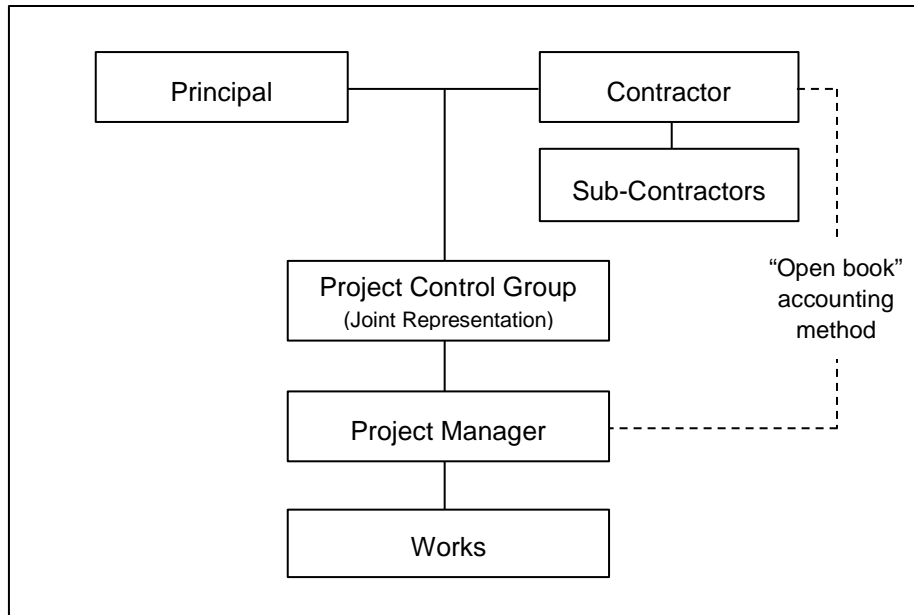 Principal
Contractor
Sub-Contractors
“Open book”
accounting
method
Project Control Group
(Joint Representation)
Project Manager
Works